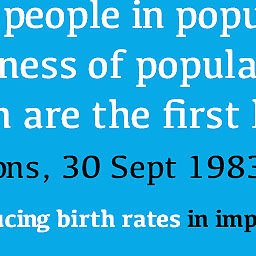 people in popu
ness of popula
n are the first
ons, 30 Sept 1983
ucing birth rates in imp